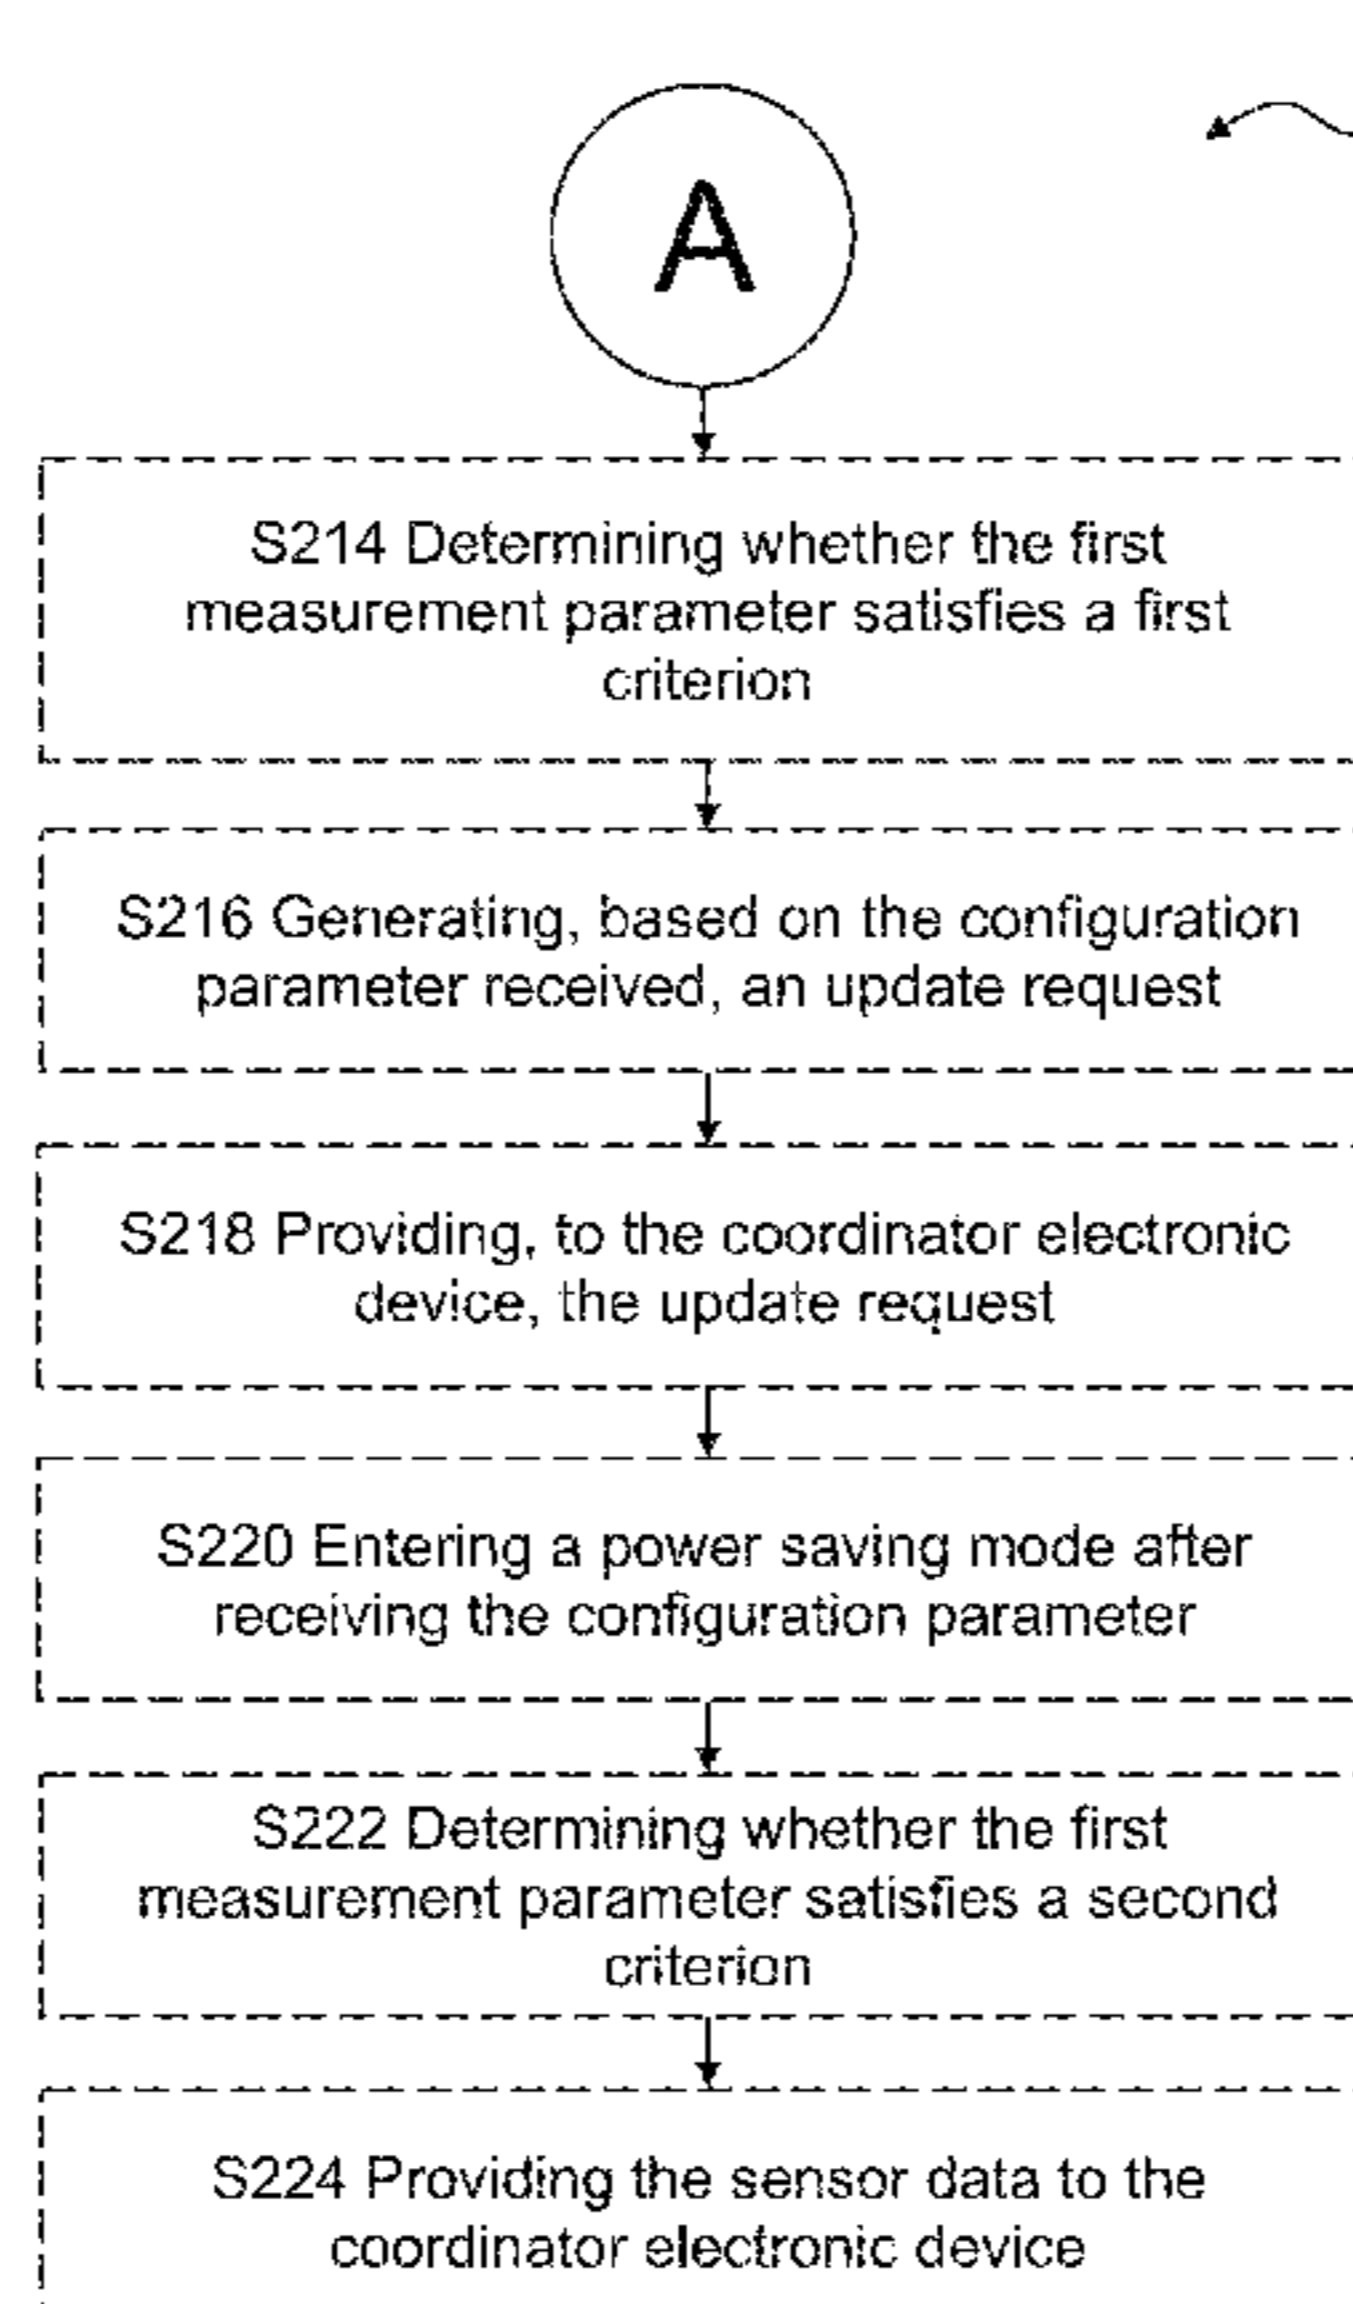 A
S214 Determining whether the first
measurement parameter satisfies a first
criterion
S216 Generating, based on the configuration
parameter received, an update request
S218 Providing, to the coordinator electronic
device, the update request
S220 Entering a power saving mode after
receiving the configuration parameter
S222 Determining whether the first
measurement parameter satisfies a second
criterion
S224 Providing the sensor data to the
coordinator electronic device